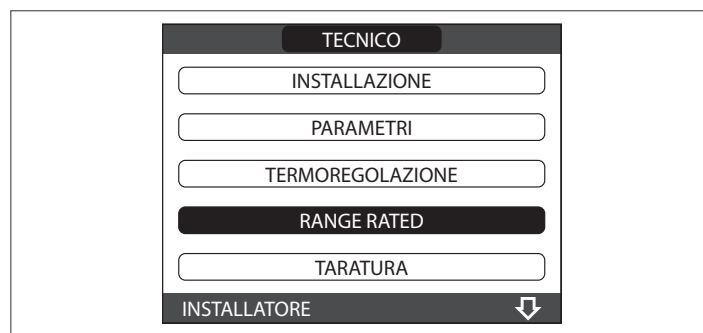 TECNICO
INSTALLAZIONE
PARAMETRI
TERMOREGOLAZIONE
RANGE RATED
TARATURA
INSTALLATORE